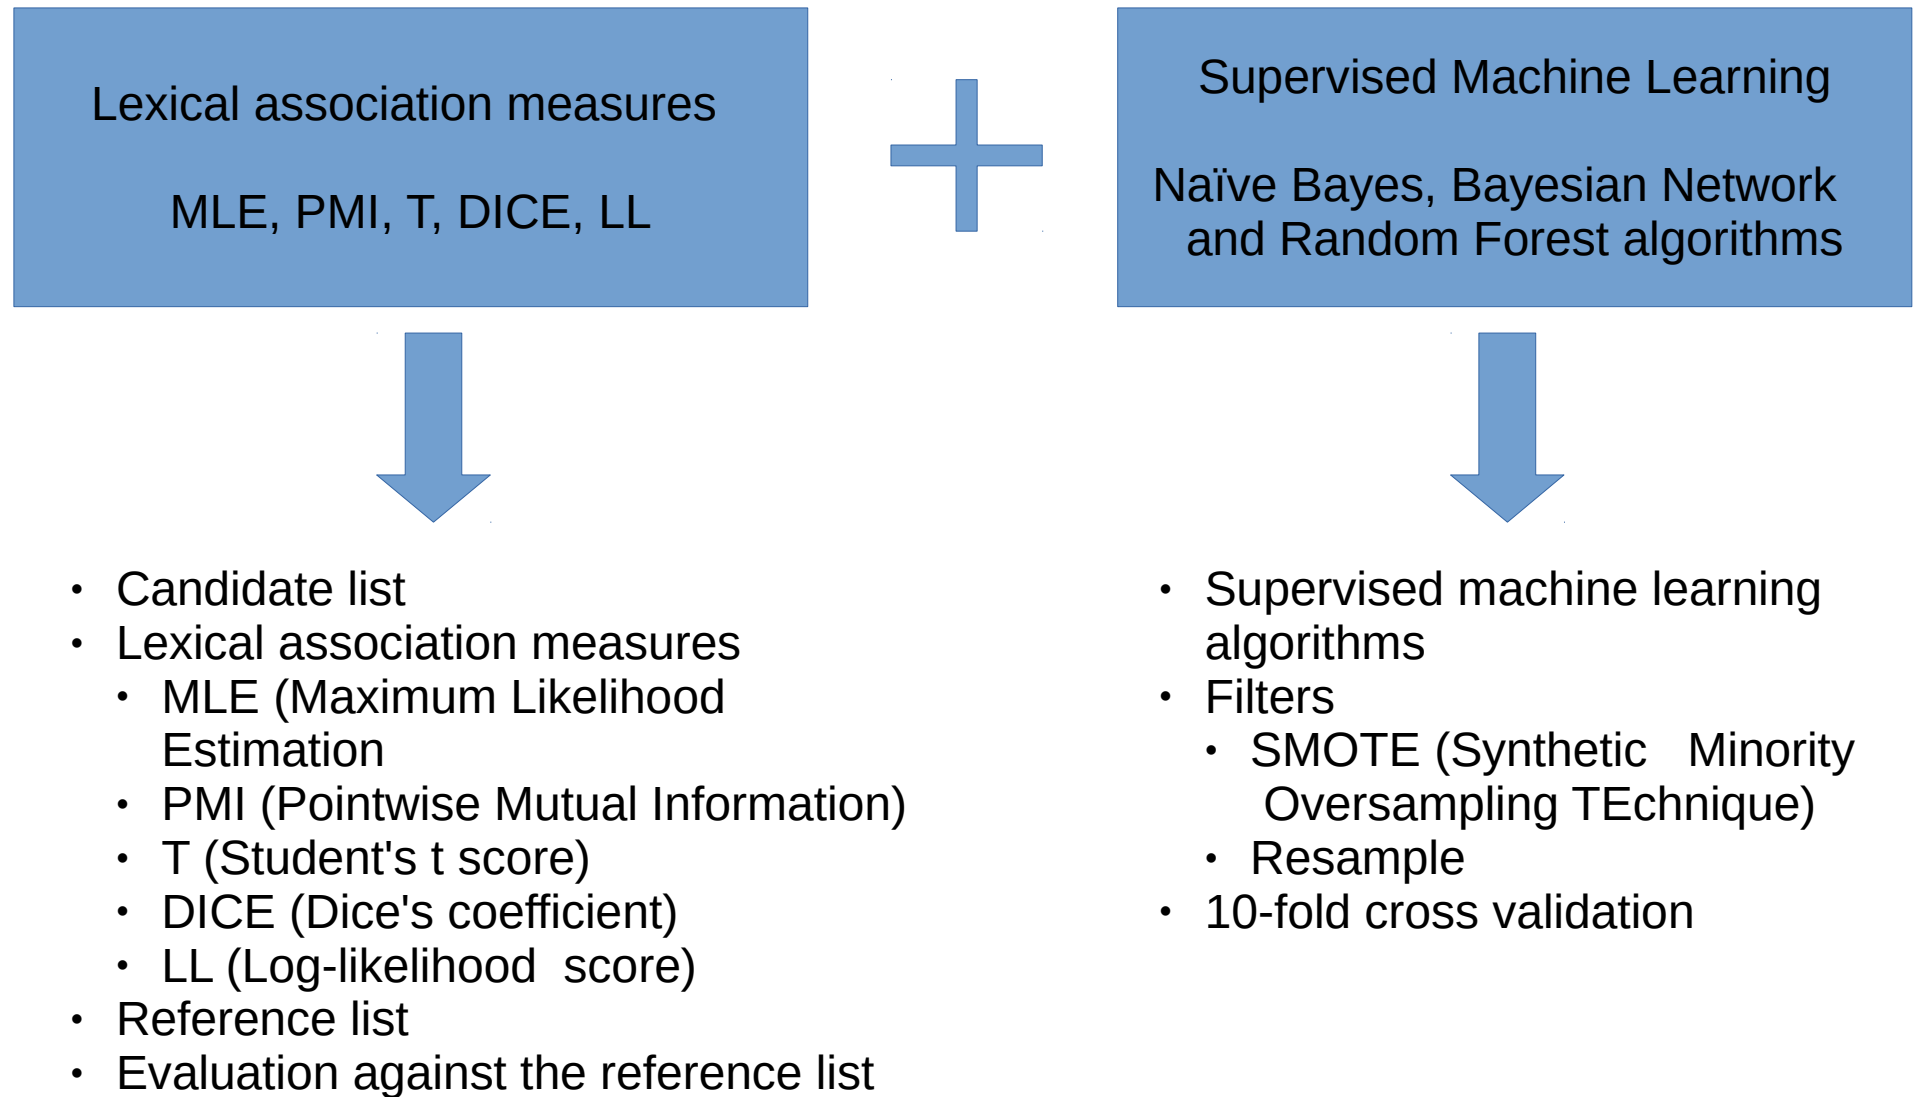 Lexical association measures
MLE, PMI, T, DICE, LL
Supervised Machine Learning
Naïve Bayes, Bayesian Network
and Random Forest algorithms
• Candidate list
• Lexical association measures
• MLE (Maximum Likelihood
Estimation
• PMI (Pointwise Mutual Information)
• T (Student's t score)
• DICE (Dice's coefficient)
• LL (Log-likelihood  score)
• Reference list
• Evaluation against the reference list
• Supervised machine learning
algorithms
• Filters
• SMOTE (Synthetic   Minority
Oversampling TEchnique)
• Resample
• 10-fold cross validation